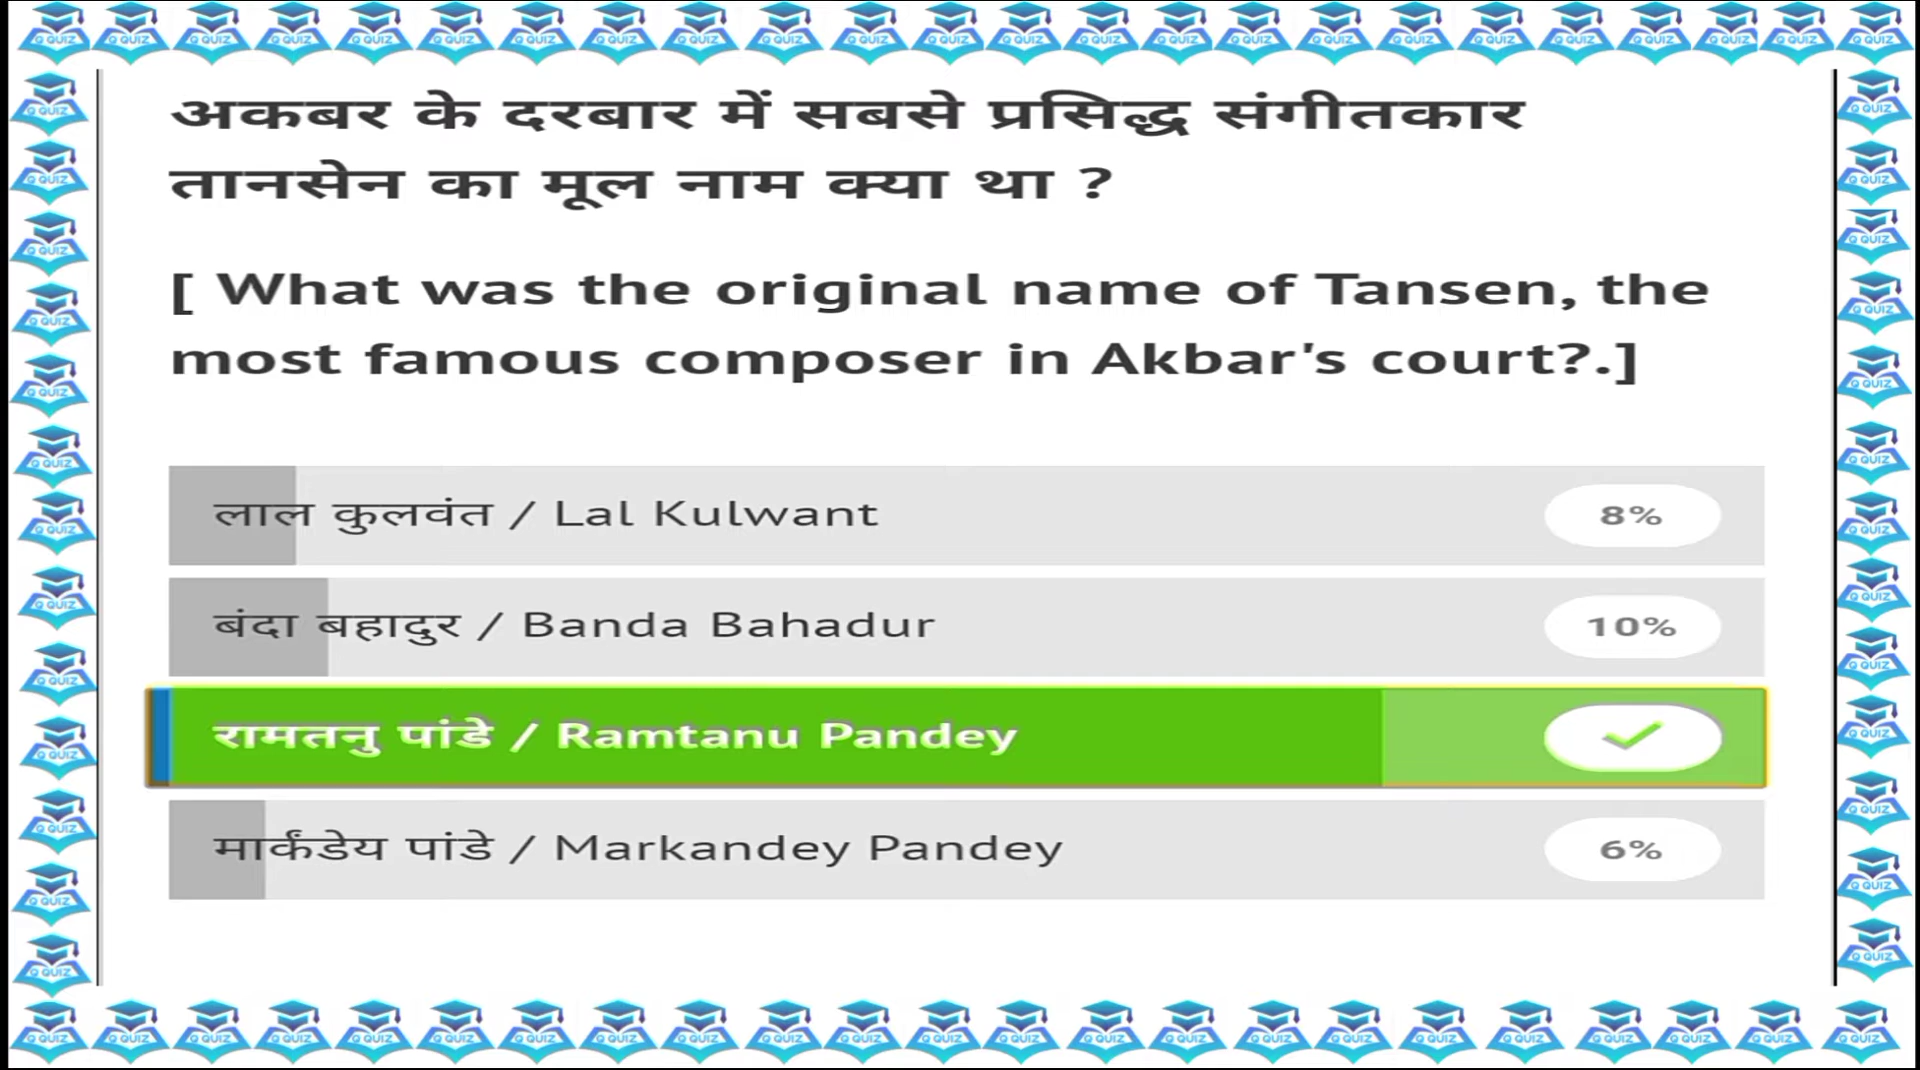 अकबर के दरबार में सबसे प्रसिद्ध संगीतकार
तानसेन का मूल नाम क्या था ?
[ What was the original name of Tansen, the
most famous composer in Akbar's court?.]
लाल कुलवंत / Lal Kulwant 8%
बंदा बहादुर / Banda Bahadur 10%
रामतनु पांडे / Ramtanu Pandey
मार्कंडेय पांडे / Markandey Pandey 6%
Q QUIZ